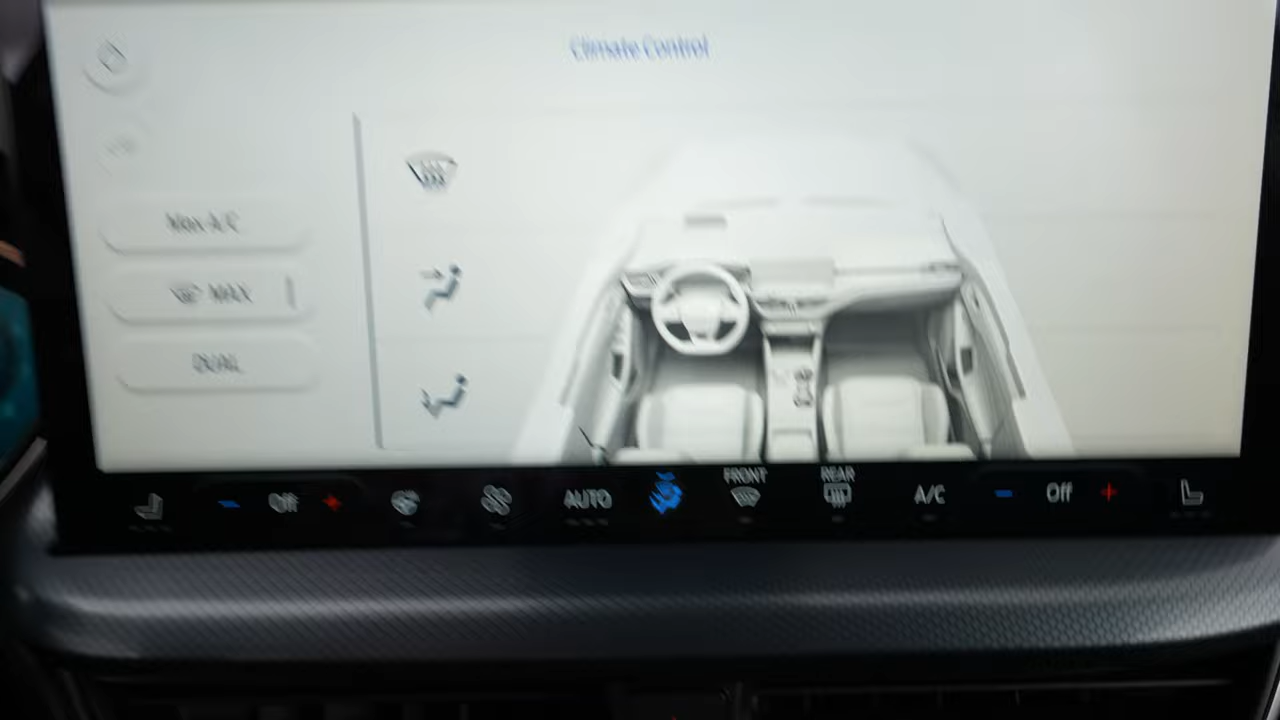 Climate Control
Max A/C
MAX
DUAL
Off
AUTO
FRONT
REAR
A/C
Off